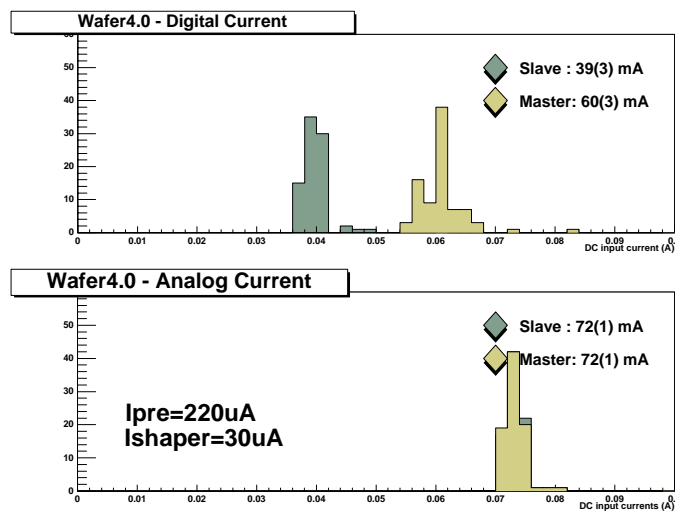 Wafer4.0 - Digital Current
60
50
40
30
20
10
0
Slave : 39(3) mA
Master: 60(3) mA
0 0.01 0.02 0.03 0.04 0.05 0.06 0.07 0.08 0.09
DC input current (A)
Wafer4.0 - Analog Current
50
40
30
20
10
0
Slave : 72(1) mA
Master: 72(1) mA
Ipre=220uA
Ishaper=30uA
0 0.01 0.02 0.03 0.04 0.05 0.06 0.07 0.08 0.09
DC input currents (A)